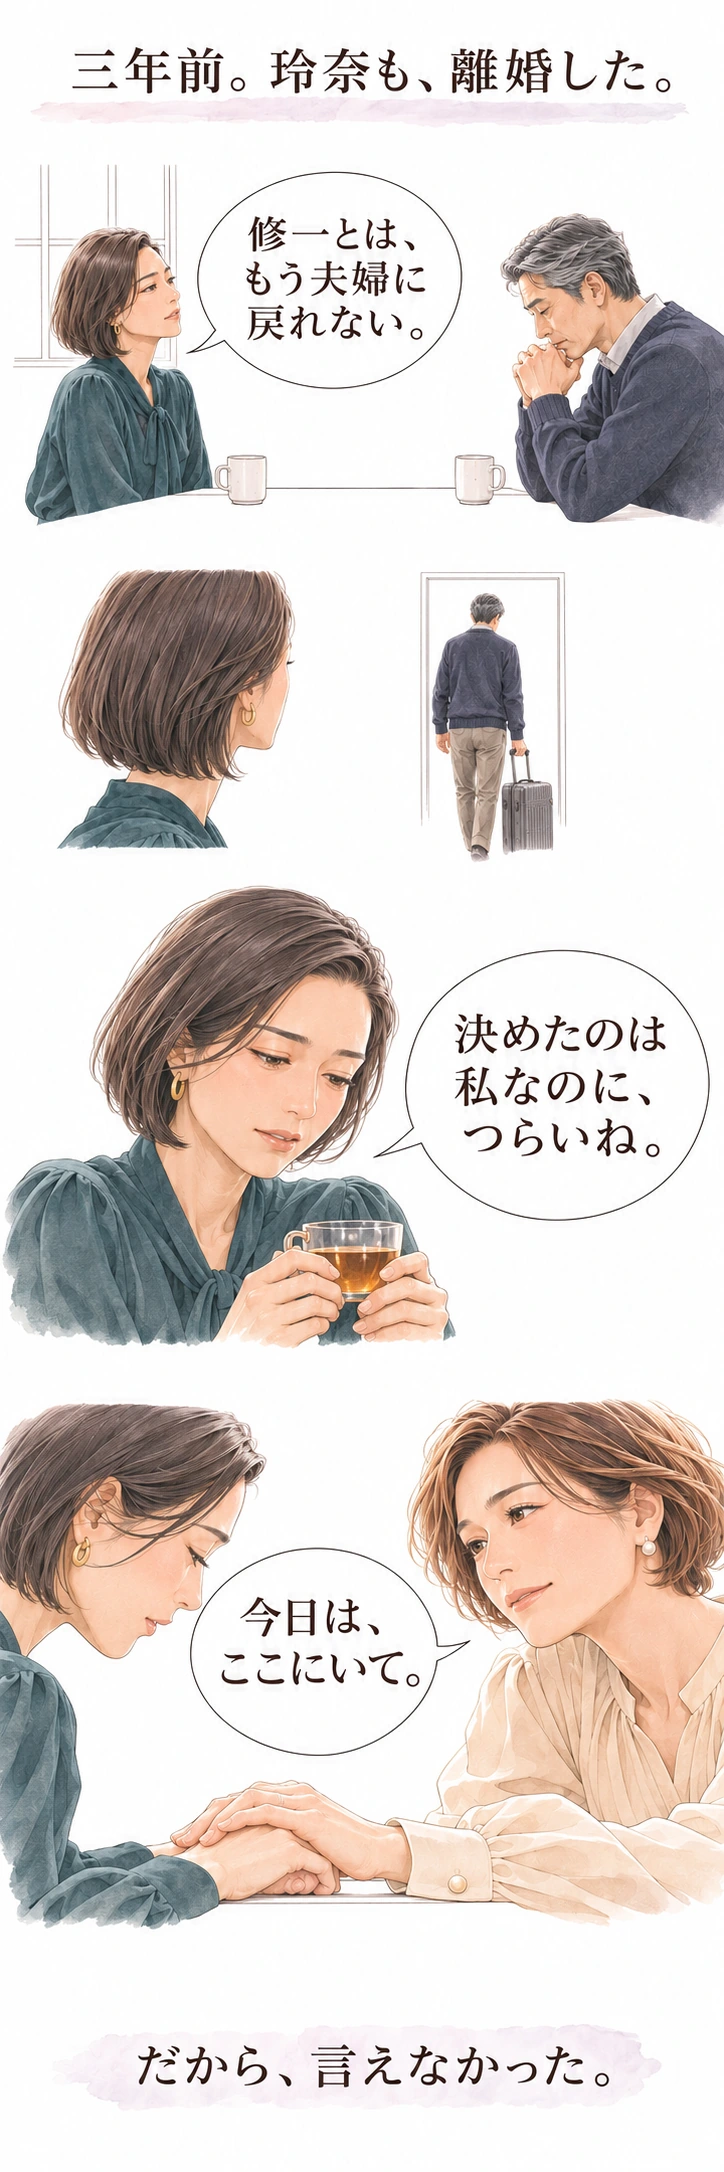 三年前。玲奈も、離婚した。
修一とは、
もう夫婦に
戻れない。
決めたのは
私なのに、
つらいね。
今日は、
ここにいて。
だから、言えなかった。